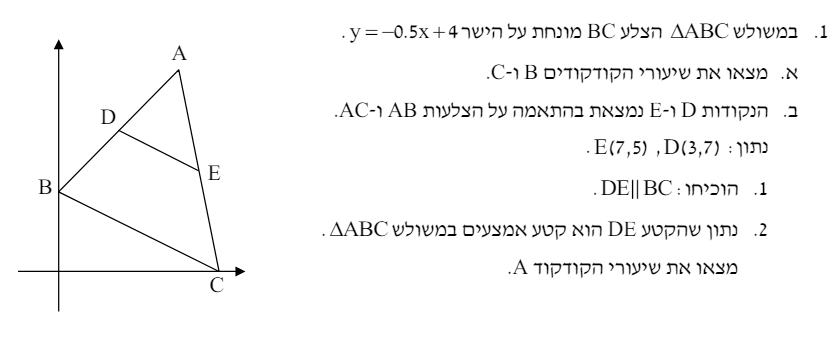 1. במשולש ΔABC הצלע BC מונחת על הישר y = −0.5x + 4 .
א. מצאו את שיעורי הקודקודים B ו-C.
ב. הנקודות D ו-E נמצאת בהתאמה על הצלעות AB ו-AC.
נתון : E(7,5) , D(3,7) .
1. הוכיחו : DE||BC .
2. נתון שהקטע DE הוא קטע אמצעים במשולש ΔABC .
מצאו את שיעורי הקודקוד A.
A
D
E
B
C